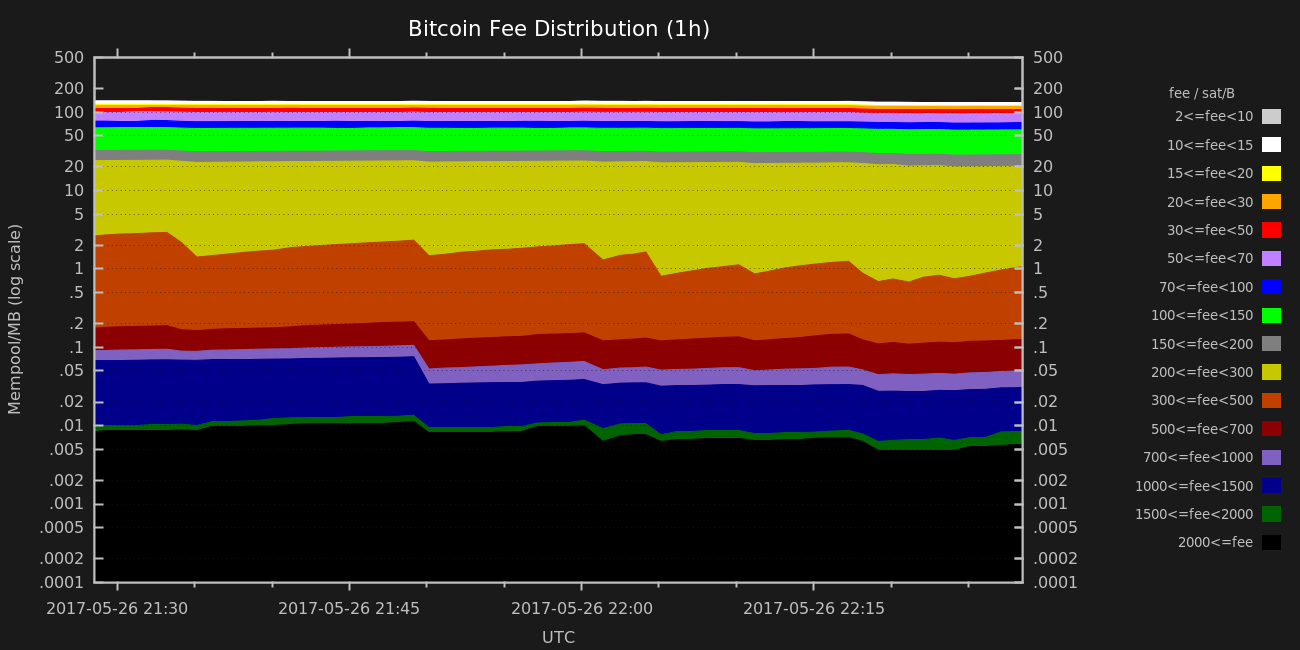 Bitcoin Fee Distribution (1h)
500
200
100
50
20
10
5
2
1
.5
.2
.1
.05
.02
.01
.005
.002
.001
.0005
.0002
.0001
Mempool/MB (log scale)
500
200
100
50
20
10
5
2
1
.5
.2
.1
.05
.02
.01
.005
.002
.001
.0005
.0002
.0001
2017-05-26 21:30
2017-05-26 21:45
2017-05-26 22:00
2017-05-26 22:15
UTC
fee / sat/B
2<=fee<10
10<=fee<15
15<=fee<20
20<=fee<30
30<=fee<50
50<=fee<70
70<=fee<100
100<=fee<150
150<=fee<200
200<=fee<300
300<=fee<500
500<=fee<700
700<=fee<1000
1000<=fee<1500
1500<=fee<2000
2000<=fee